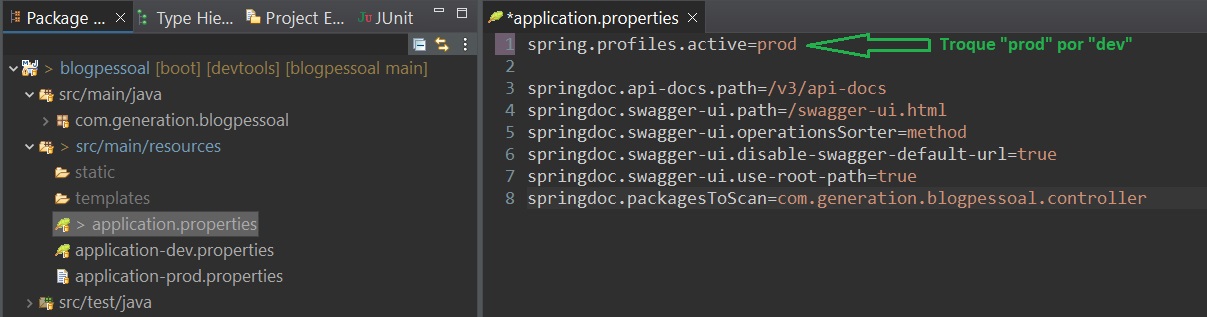 Package ...
Type Hie...
Project E...
JUnit
blogpessoal [boot] [devtools] [blogpessoal main]
src/main/java
com.generation.blogpessoal
src/main/resources
static
templates
application.properties
application-dev.properties
application-prod.properties
src/test/java
*application.properties
1 spring.profiles.active=prod
Troque "prod" por "dev"
2
3 springdoc.api-docs.path=/v3/api-docs
4 springdoc.swagger-ui.path=/swagger-ui.html
5 springdoc.swagger-ui.operationsSorter=method
6 springdoc.swagger-ui.disable-swagger-default-url=true
7 springdoc.swagger-ui.use-root-path=true
8 springdoc.packagesToScan=com.generation.blogpessoal.controller